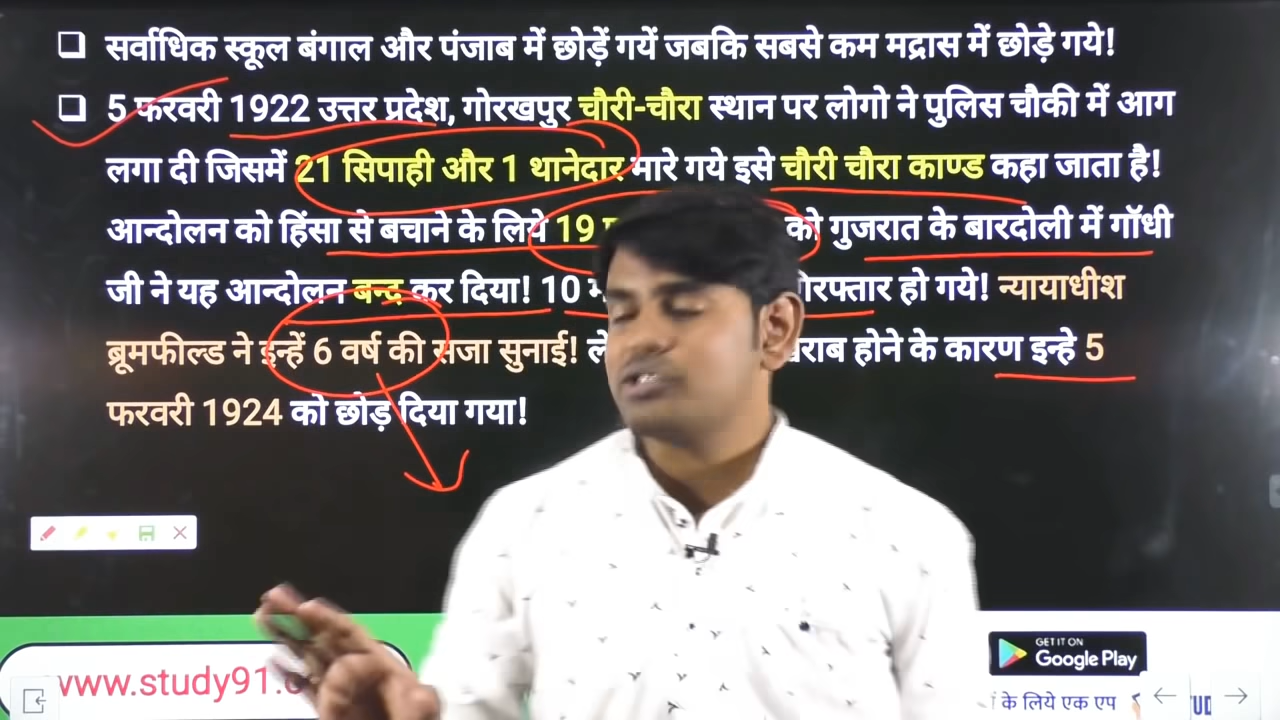 सर्वाधिक स्कूल बंगाल और पंजाब में छोड़ें गयें जबकि सबसे कम मद्रास में छोड़े गये!
5 फरवरी 1922 उत्तर प्रदेश, गोरखपुर चौरी-चौरा स्थान पर लोगो ने पुलिस चौकी में आग
लगा दी जिसमें 21 सिपाही और 1 थानेदार मारे गये इसे चौरी चौरा काण्ड कहा जाता है!
आन्दोलन को हिंसा से बचाने के लिये 19 को गुजरात के बारदोली में गॉधी
जी ने यह आन्दोलन बन्द कर दिया! 10 हो गये! न्यायाधीश
ब्रूमफील्ड ने इन्हें 6 वर्ष की सजा सुनाई! होने के कारण इन्हे 5
फरवरी 1924 को छोड़ दिया गया!
www.study91.
GET IT ON
Google Play
के लिये एक एप